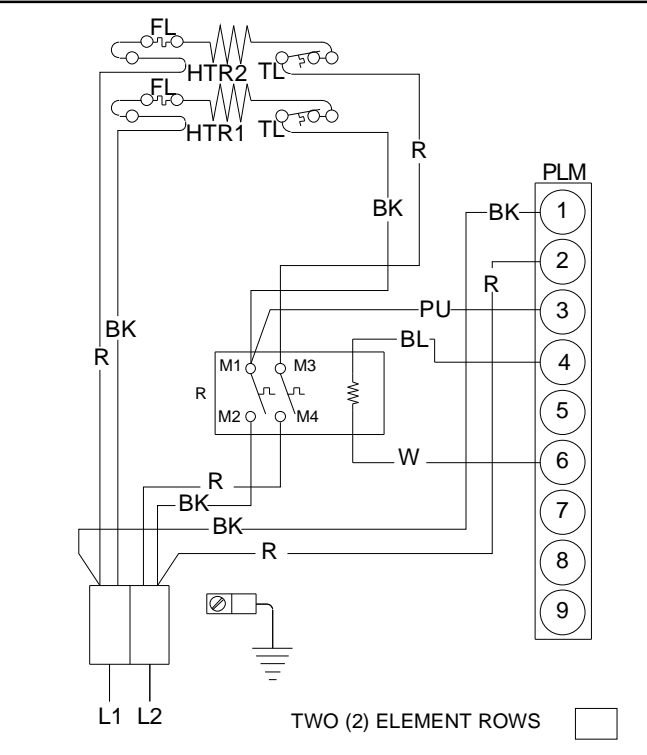 FL
HTR2 TL
FL
HTR1 TL
R
PLM
BK
BK 1
2
R
PU 3
BK
BL 4
R
M1 M3
R
M2 M4
5
W 6
R
BK
7
BK
R
8
9
L1 L2
TWO (2) ELEMENT ROWS